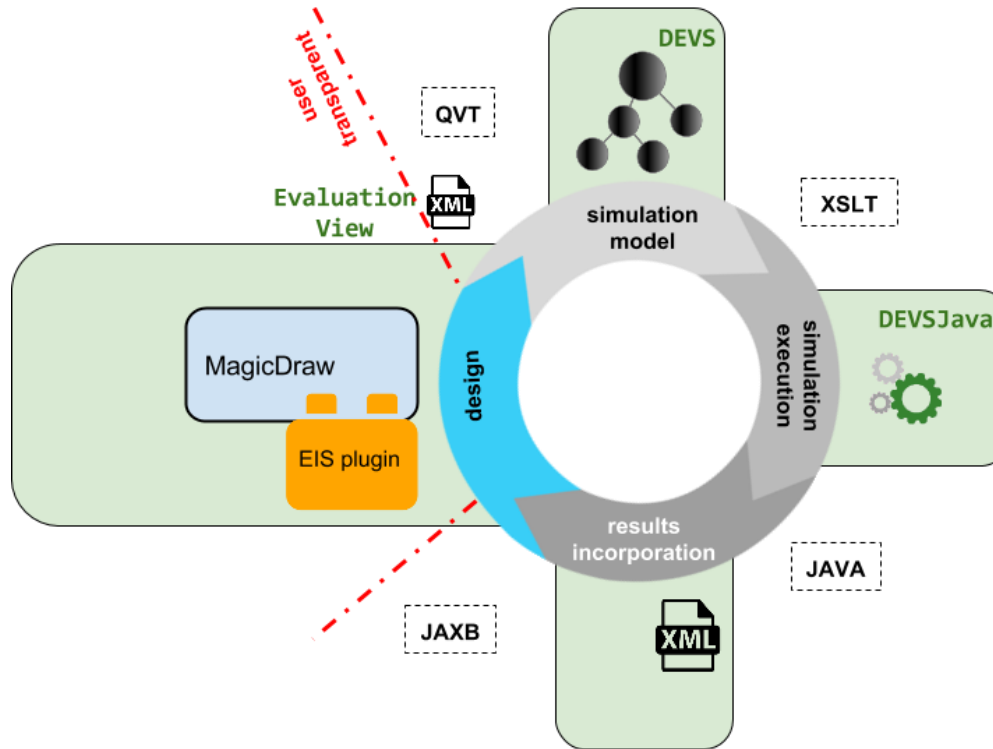 DEVS
user
transparent
QVT
Evaluation
View
XML
simulation
model
XSLT
MagicDraw
EIS plugin
design
simulation
execution
DEVSJava
results
incorporation
JAVA
JAXB
XML